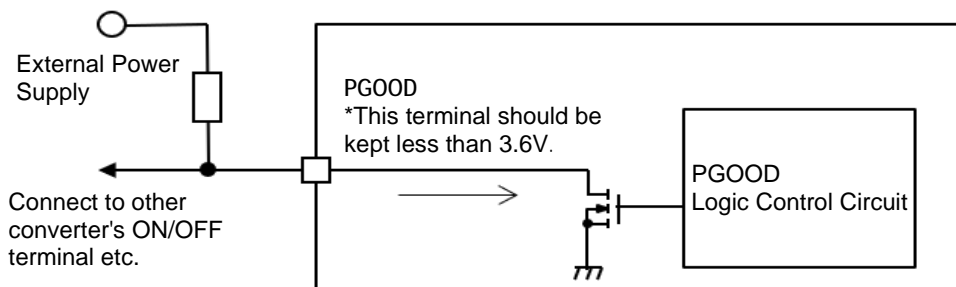 External Power
Supply
PGOOD
*This terminal should be
kept less than 3.6V.
PGOOD
Logic Control Circuit
Connect to other
converter's ON/OFF
terminal etc.